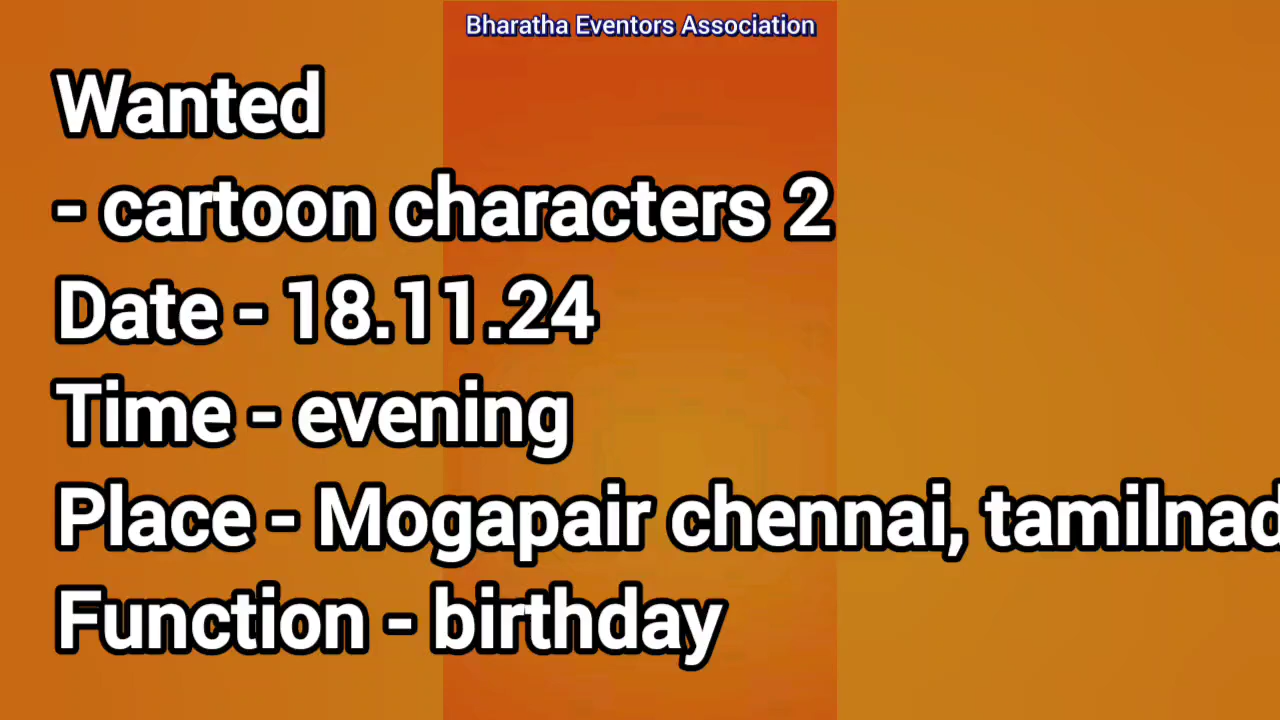 Bharatha Eventors Association
Wanted
- cartoon characters 2
Date - 18.11.24
Time - evening
Place - Mogapair chennai, tamilnad
Function - birthday